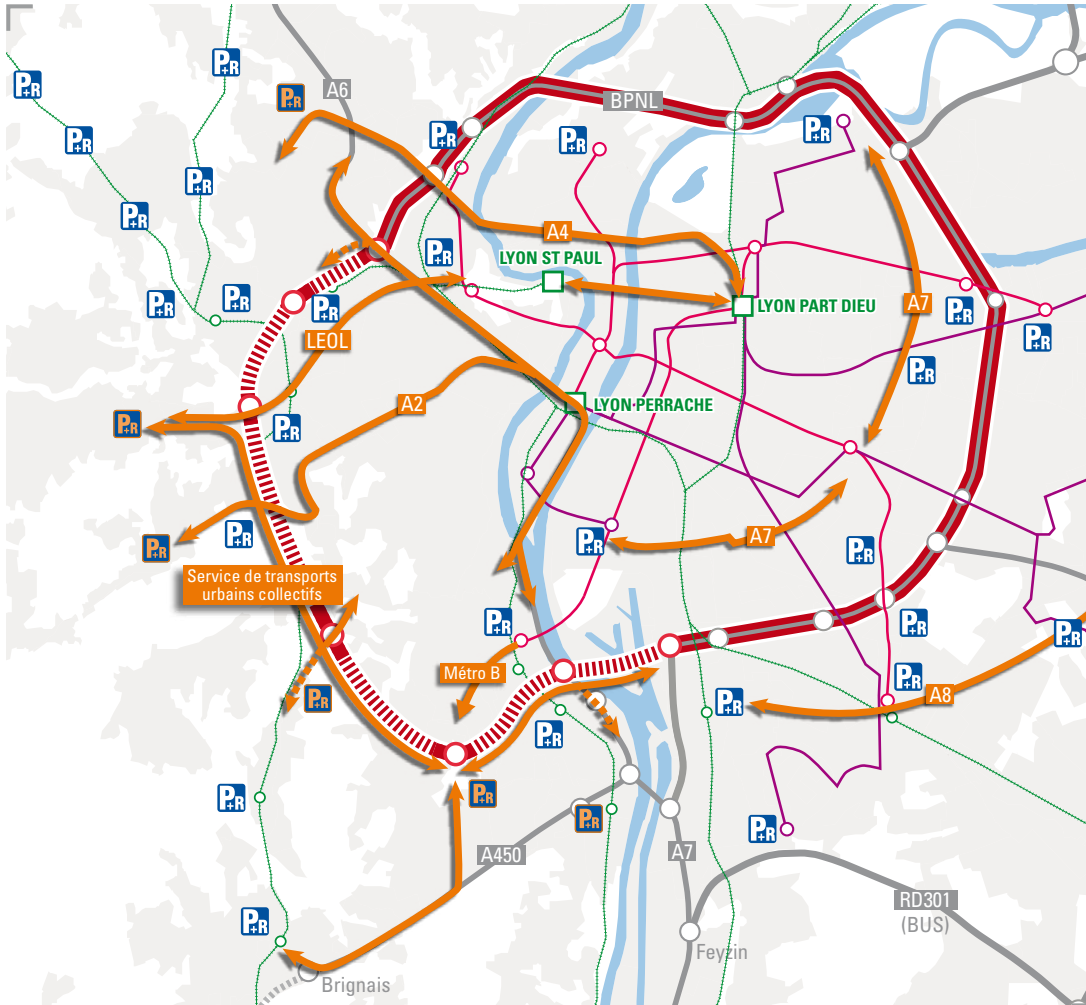 P+R
P+R
A6
P+R
BPNL
P+R
P+R
P+R
P+R
P+R
A4
P+R
LYON ST PAUL
P+R
P+R
P+R
P+R
A7
LYON PART DIEU
LEOL
P+R
P+R
A2
LYON PERRACHE
P+R
P+R
P+R
P+R
A7
P+R
P+R
Service de transports
urbains collectifs
P+R
P+R
P+R
Métro B
P+R
P+R
A8
P+R
P+R
P+R
P+R
P+R
P+R
A450
A7
RD301
(BUS)
P+R
Feyzin
Brignais